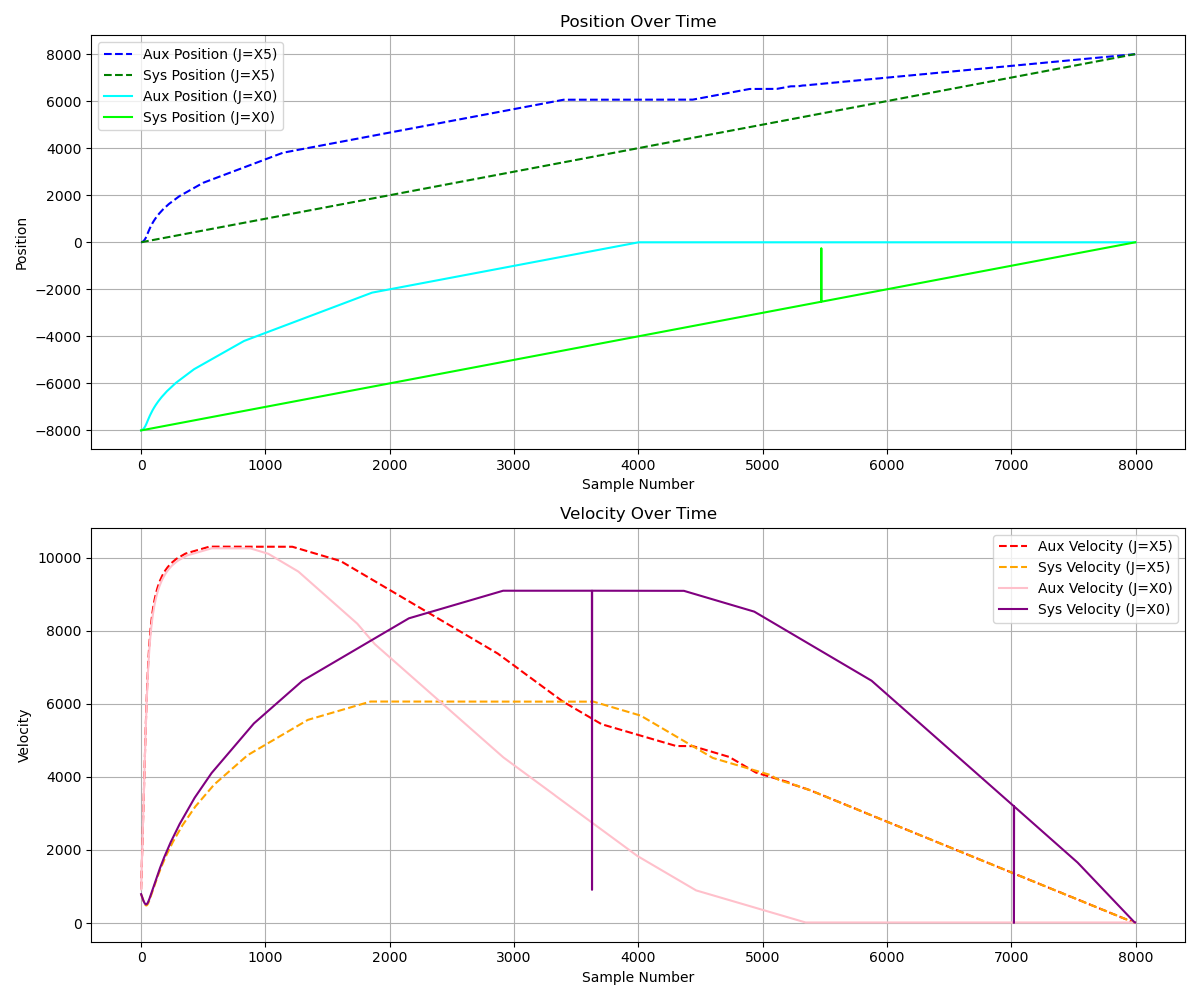 Position Over Time
Aux Position (J=X5)
Sys Position (J=X5)
Aux Position (J=X0)
Sys Position (J=X0)
Position
8000
6000
4000
2000
0
−2000
−4000
−6000
−8000
0 1000 2000 3000 4000 5000 6000 7000 8000
Sample Number
Velocity Over Time
Aux Velocity (J=X5)
Sys Velocity (J=X5)
Aux Velocity (J=X0)
Sys Velocity (J=X0)
Velocity
10000
8000
6000
4000
2000
0
0 1000 2000 3000 4000 5000 6000 7000 8000
Sample Number